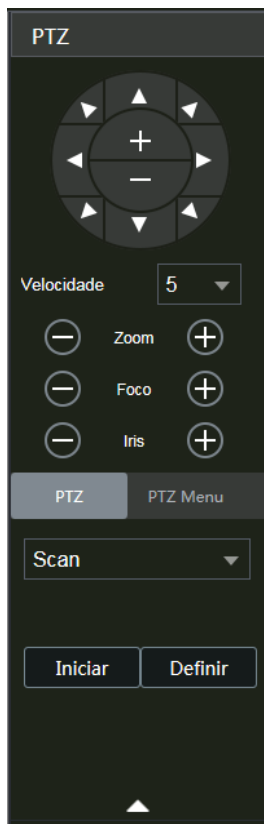 PTZ
Velocidade 5
Zoom
Foco
Iris
PTZ PTZ Menu
Scan
Iniciar Definir